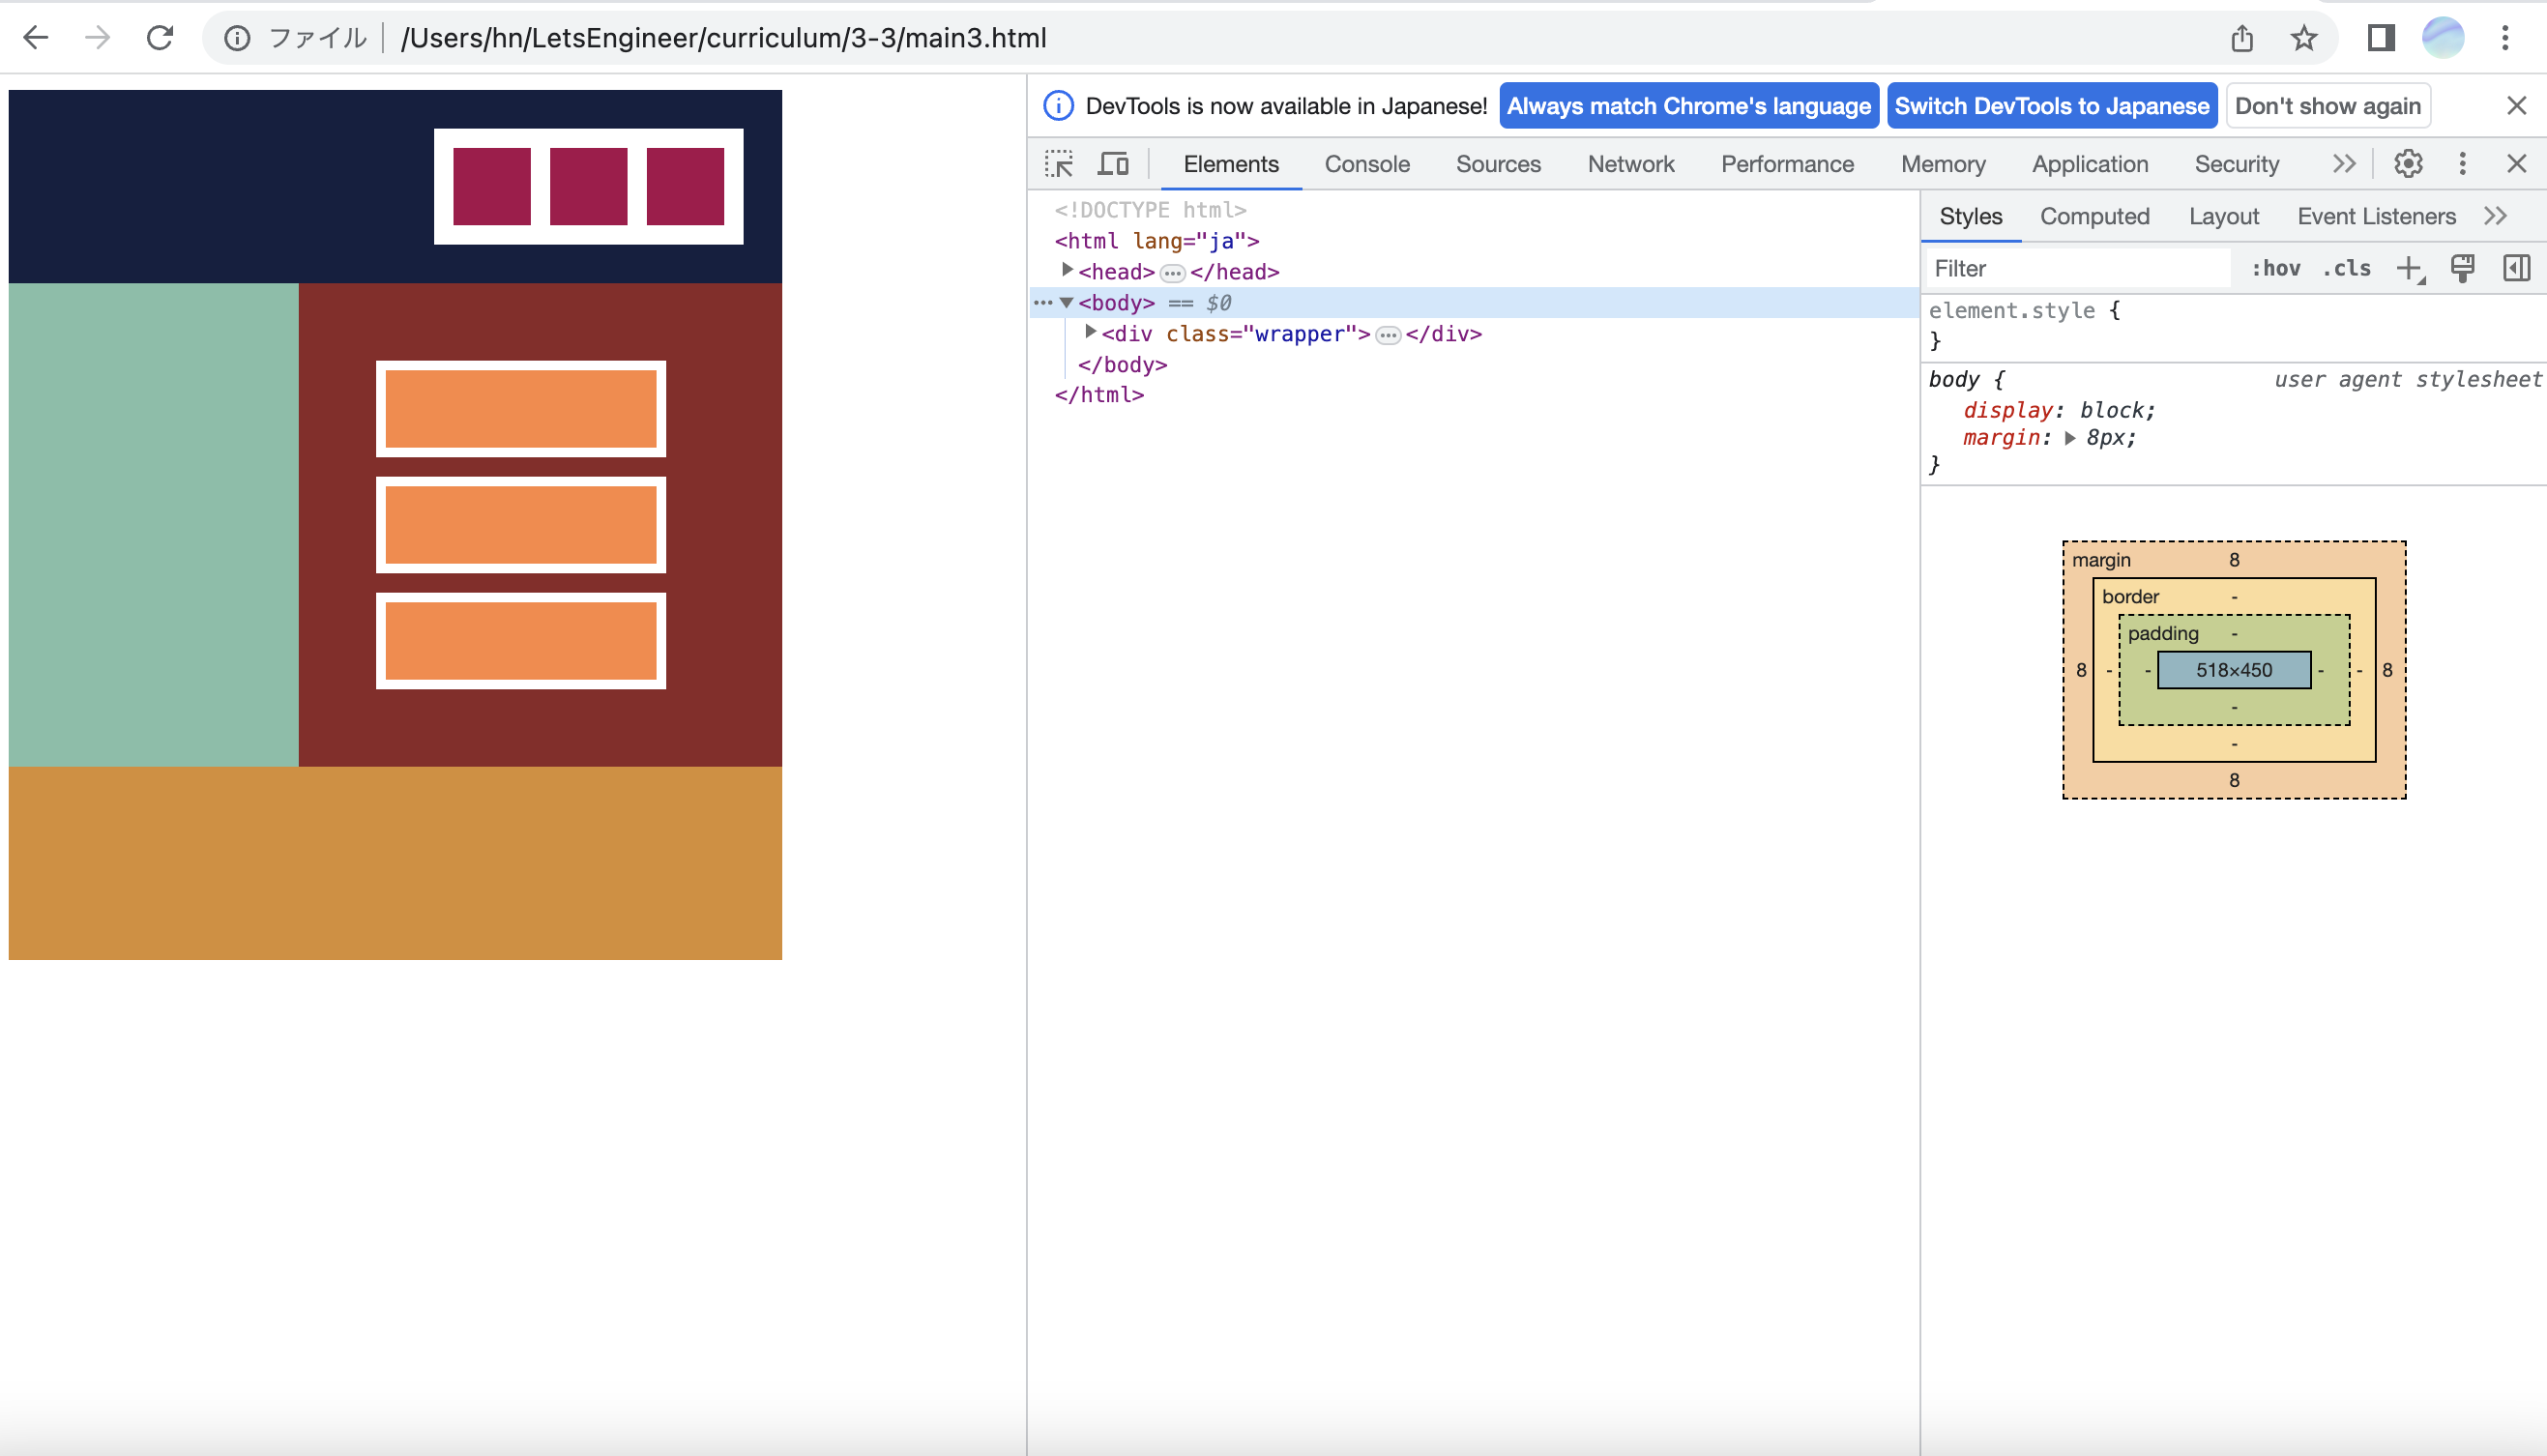 ファイル /Users/hn/LetsEngineer/curriculum/3-3/main3.html
DevTools is now available in Japanese! Always match Chrome's language Switch DevTools to Japanese Don't show again
Elements Console Sources Network Performance Memory Application Security
<!DOCTYPE html>
<html lang="ja">
<head>…</head>
<body> == $0
<div class="wrapper">…</div>
</body>
</html>
Styles Computed Layout Event Listeners
Filter :hov .cls
element.style {
}
body { user agent stylesheet
display: block;
margin: 8px;
}
margin 8
border -
padding -
8 - - 518×450 - - 8
-
-
8